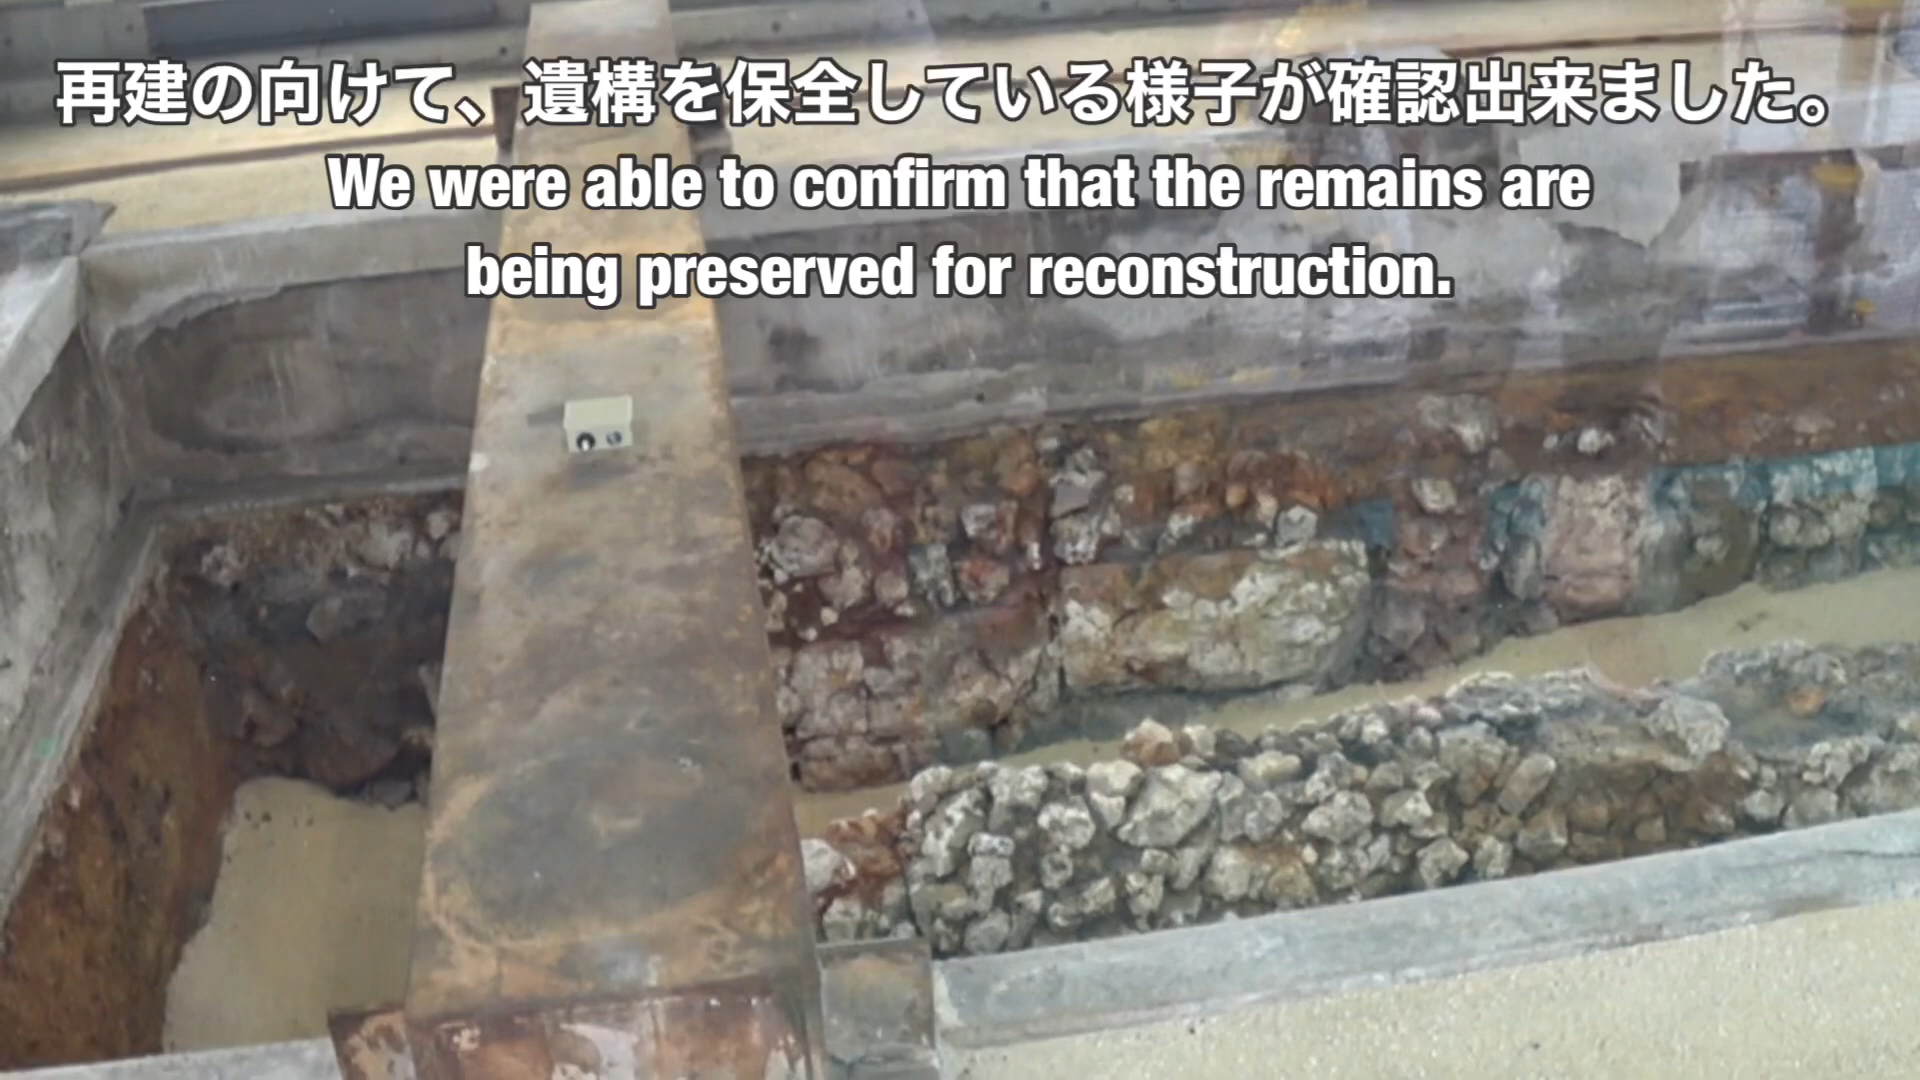 再建の向けて、遺構を保全している様子が確認出来ました。
We were able to confirm that the remains are
being preserved for reconstruction.